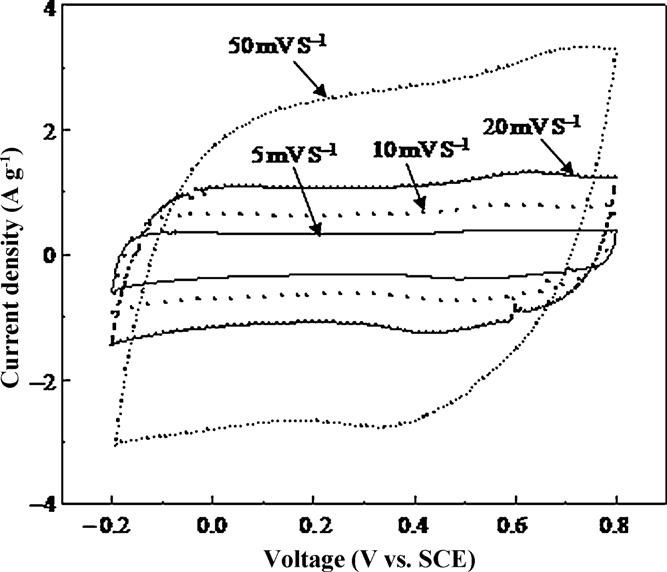 4
50mVS–1
2
20mVS–1
10mVS–1
5mVS–1
0
–2
–4
–0.2 0.0 0.2 0.4 0.6 0.8
Voltage (V vs. SCE)
Current density (A g-1)